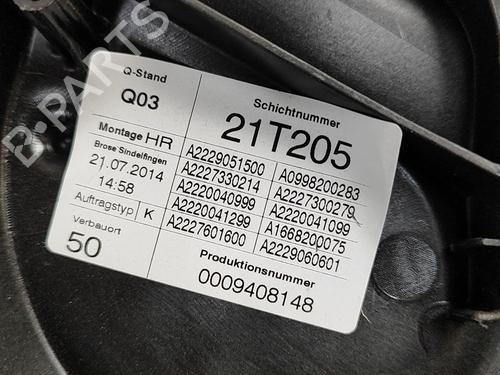 Q-Stand
Q03
Schichtnummer
21T205
Montage HR
Brose Sindelfingen
21.07.2014
14:58
Auftragstyp K
Verbauort
50
A2229051500 A0998200283
A2227330214 A2227300279
A2220040999 A2220041099
A2220041299 A1668200075
A2227601600 A2229060601
Produktionsnummer
0009408148
B-PARTS